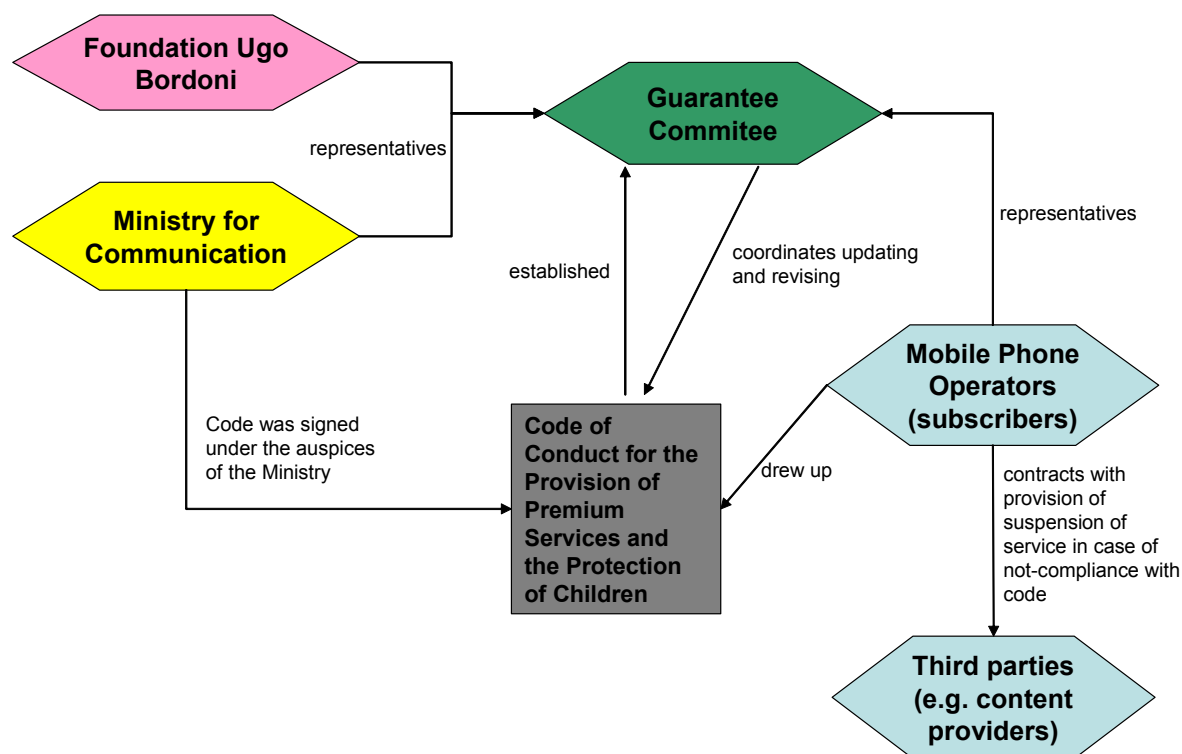 Foundation Ugo
Bordoni
Guarantee
Commitee
representatives
Ministry for
Communication
representatives
established
coordinates updating
and revising
Mobile Phone
Operators
(subscribers)
Code was signed
under the auspices
of the Ministry
Code of
Conduct for the
Provision of
Premium
Services and
the Protection
of Children
drew up
contracts with
provision of
suspension of
service in case of
not-compliance with
code
Third parties
(e.g. content
providers)